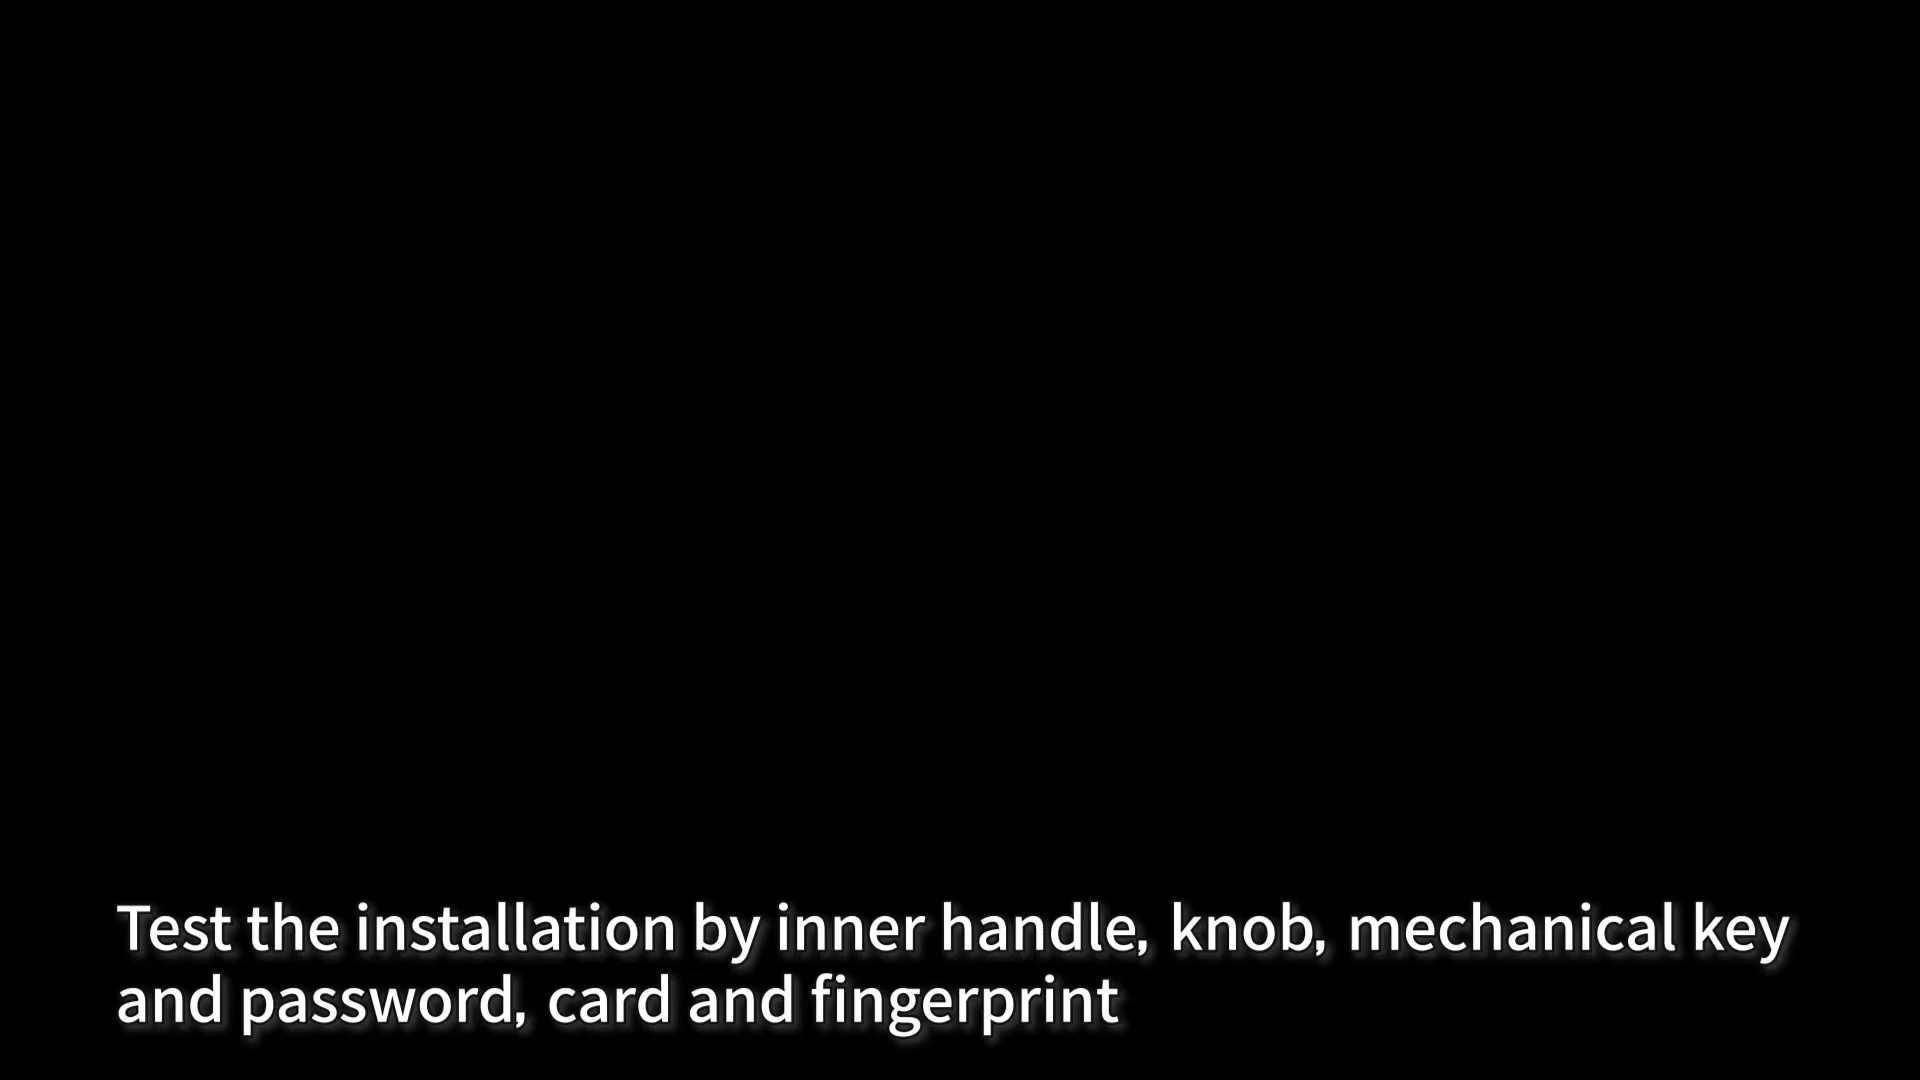 Test the installation by inner handle, knob, mechanical key
and password, card and fingerprint